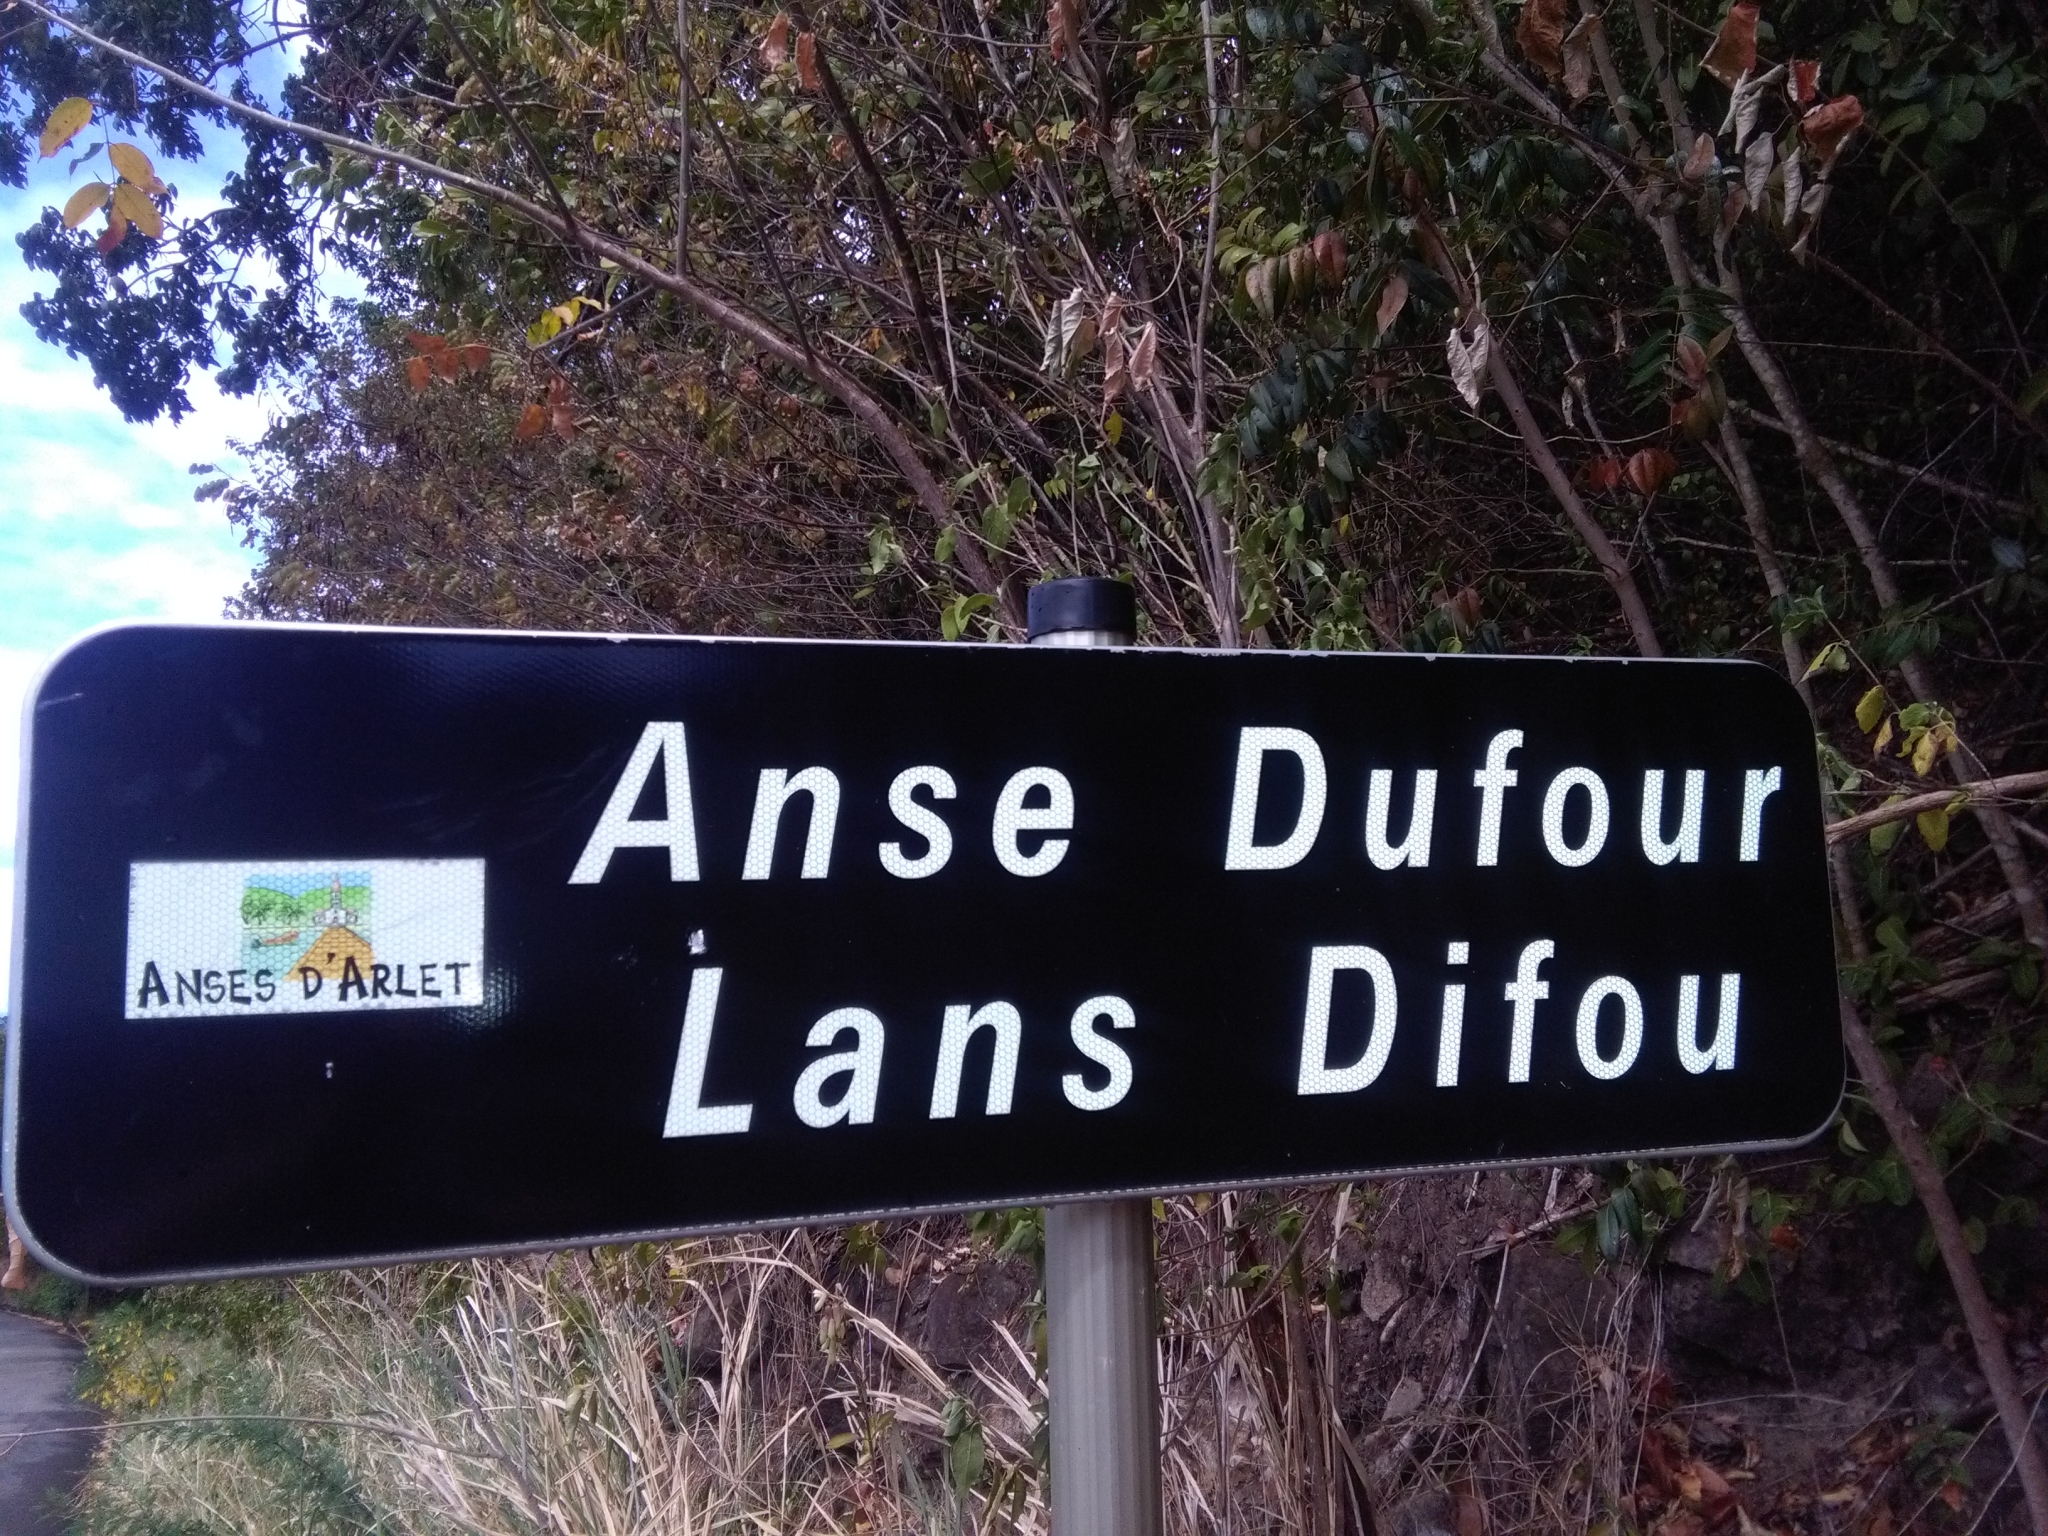 Anse Dufour
ANSES D'ARLET
Lans Difou